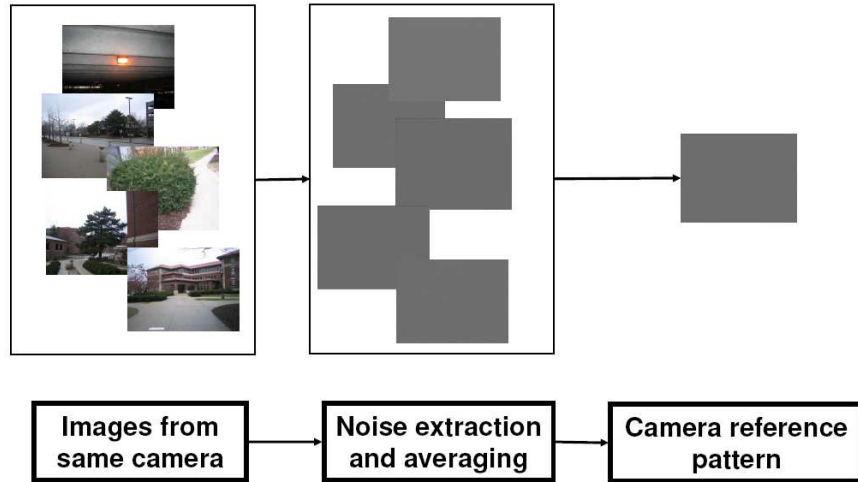 Images from
same camera
Noise extraction
and averaging
Camera reference
pattern